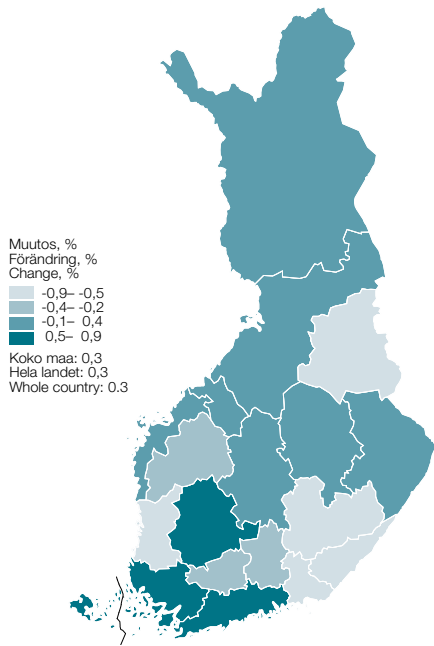 Muutos, %
Förändring, %
Change, %
-0,9– -0,5
-0,4– -0,2
-0,1– 0,4
0,5– 0,9
Koko maa: 0,3
Hela landet: 0,3
Whole country: 0.3